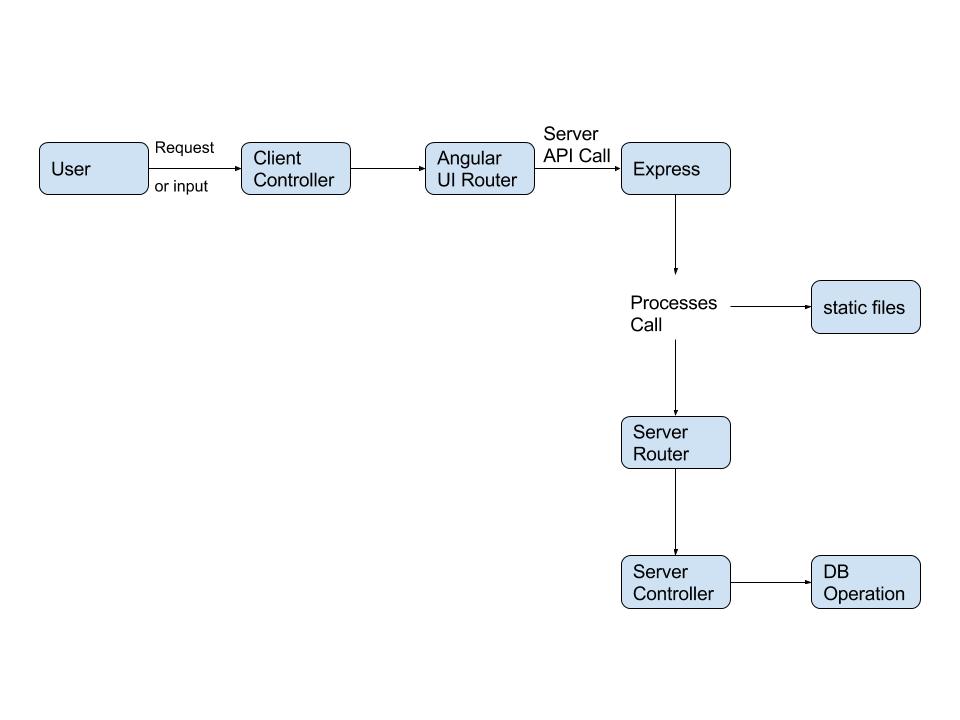 User
Request
or input
Client
Controller
Angular
UI Router
Server
API Call
Express
Processes
Call
static files
Server
Router
Server
Controller
DB
Operation